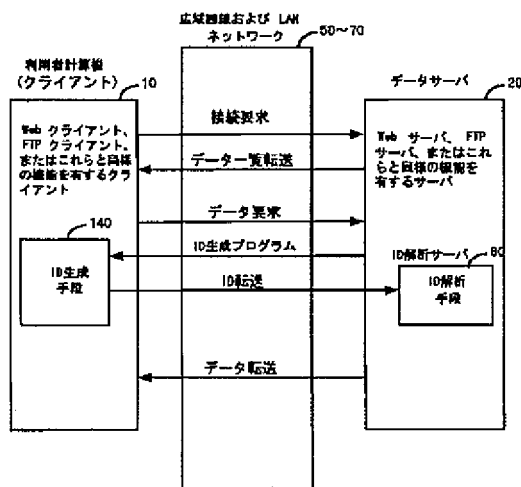 広域回線および LAN
ネットワーク
50~70
利用者計算機
(クライアント)
10
データサーバ
20
Web クライアント、
FTP クライアント、
またはこれらと同様
の機能を有するクラ
イアント
接続要求
データ一覧転送
Web サーバ、FTP
サーバ、またはこれ
らと同様の機能を
有するサーバ
データ要求
140
ID生成プログラム
ID解析サーバ
ID生成
手段
ID転送
ID解析
手段
データ転送